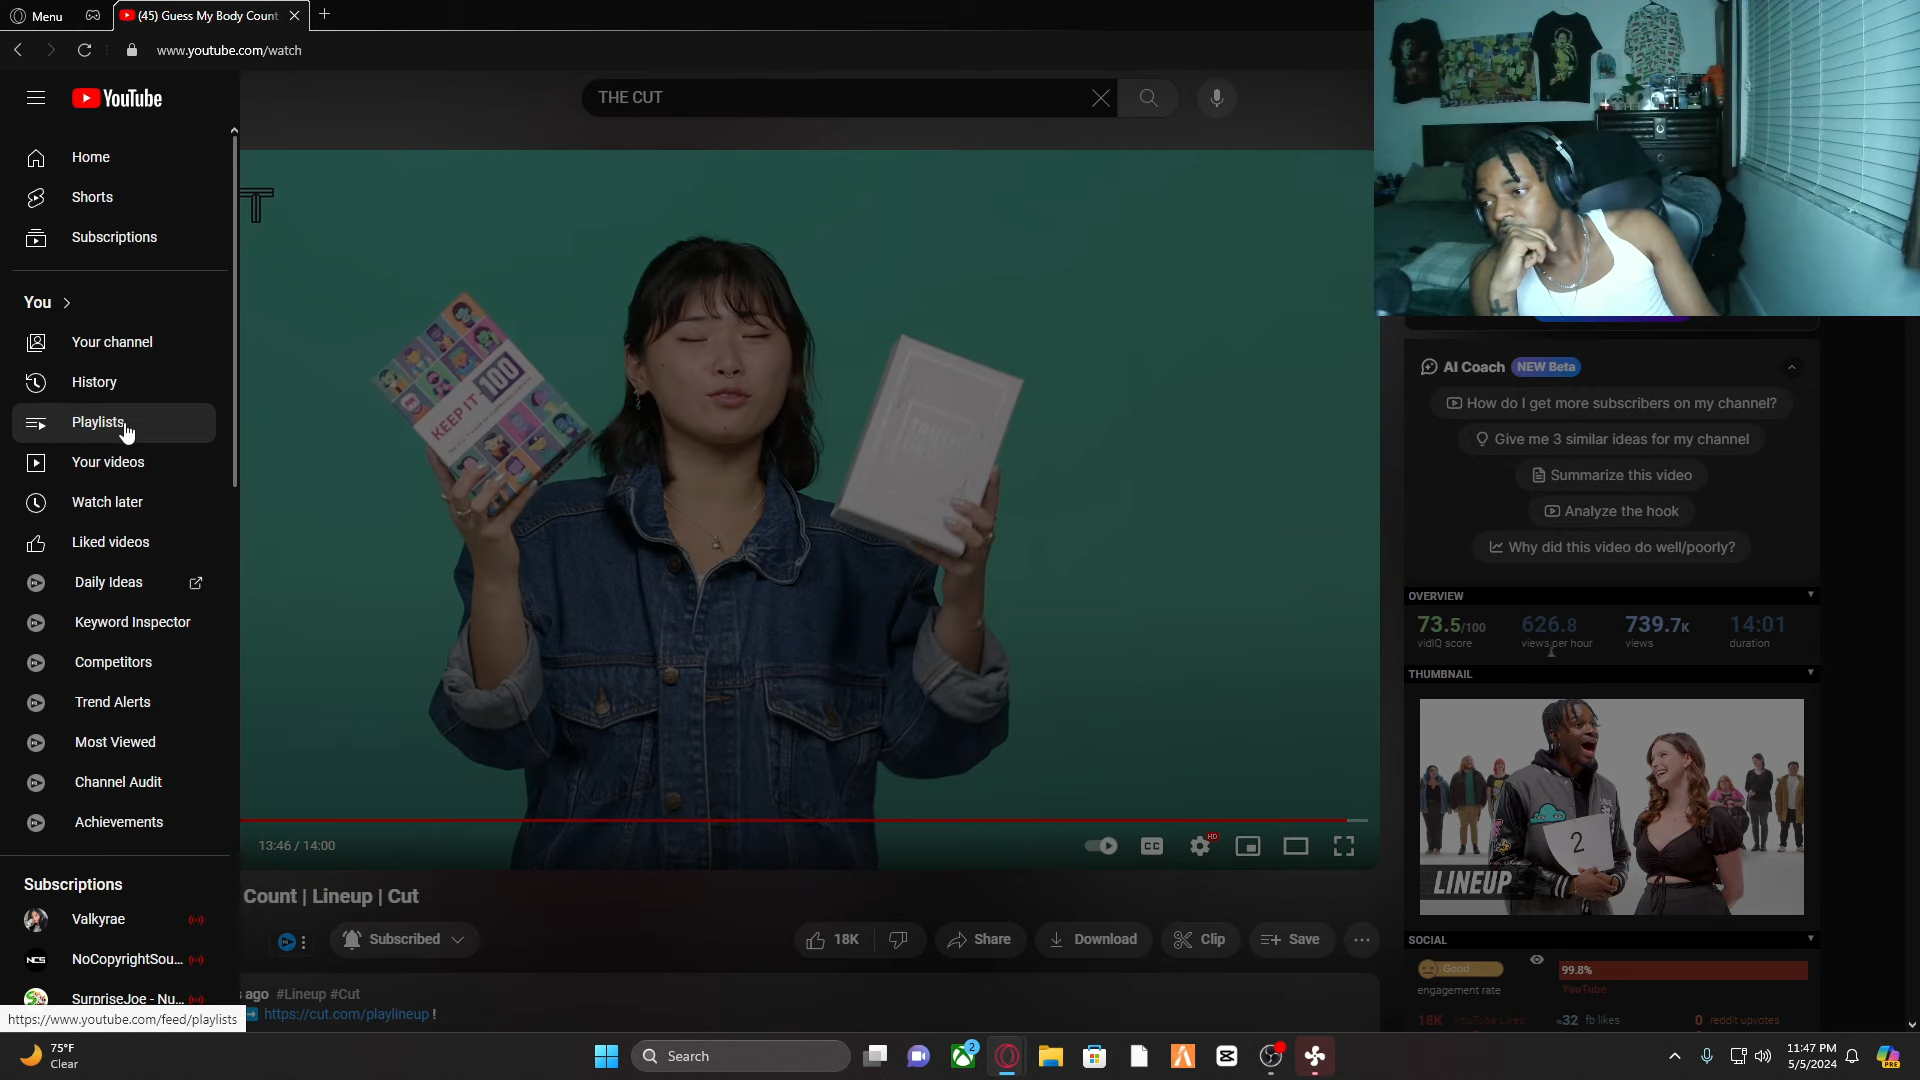 Menu
(45) Guess My Body Count
www.youtube.com/watch
YouTube
THE CUT
Home
Shorts
Subscriptions
You
Your channel
History
Playlists
Your videos
Watch later
Liked videos
Daily Ideas
Keyword Inspector
Competitors
Trend Alerts
Most Viewed
Channel Audit
Achievements
Subscriptions
Valkyrae
NoCopyrightSou...
NCS
SurpriseJoe - Nu...
https://www.youtube.com/feed/playlists
T
KEEP IT 100
13:46 / 14:00
CC
HD
Count | Lineup | Cut
Subscribed
18K
Share
Download
Clip
Save
ago #Lineup #Cut
https://cut.com/playlineup !
AI Coach NEW Beta
How do I get more subscribers on my channel?
Give me 3 similar ideas for my channel
Summarize this video
Analyze the hook
Why did this video do well/poorly?
OVERVIEW
73.5/100 626.8 739.7K 14:01
vidIQ score views per hour views duration
THUMBNAIL
2
LINEUP
SOCIAL
Good 99.8%
engagement rate YouTube
18K YouTube Likes ≈32 fb likes 0 reddit upvotes
75°F
Clear
Search
2
11:47 PM
5/5/2024
PRE